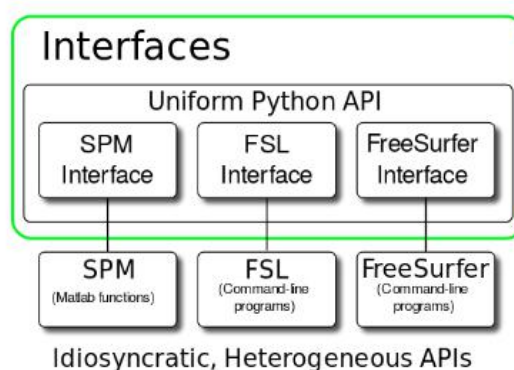 Interfaces
Uniform Python API
SPM
Interface
FSL
Interface
FreeSurfer
Interface
SPM
(Matlab functions)
FSL
(Command-line
programs)
FreeSurfer
(Command-line
programs)
Idiosyncratic, Heterogeneous APIs